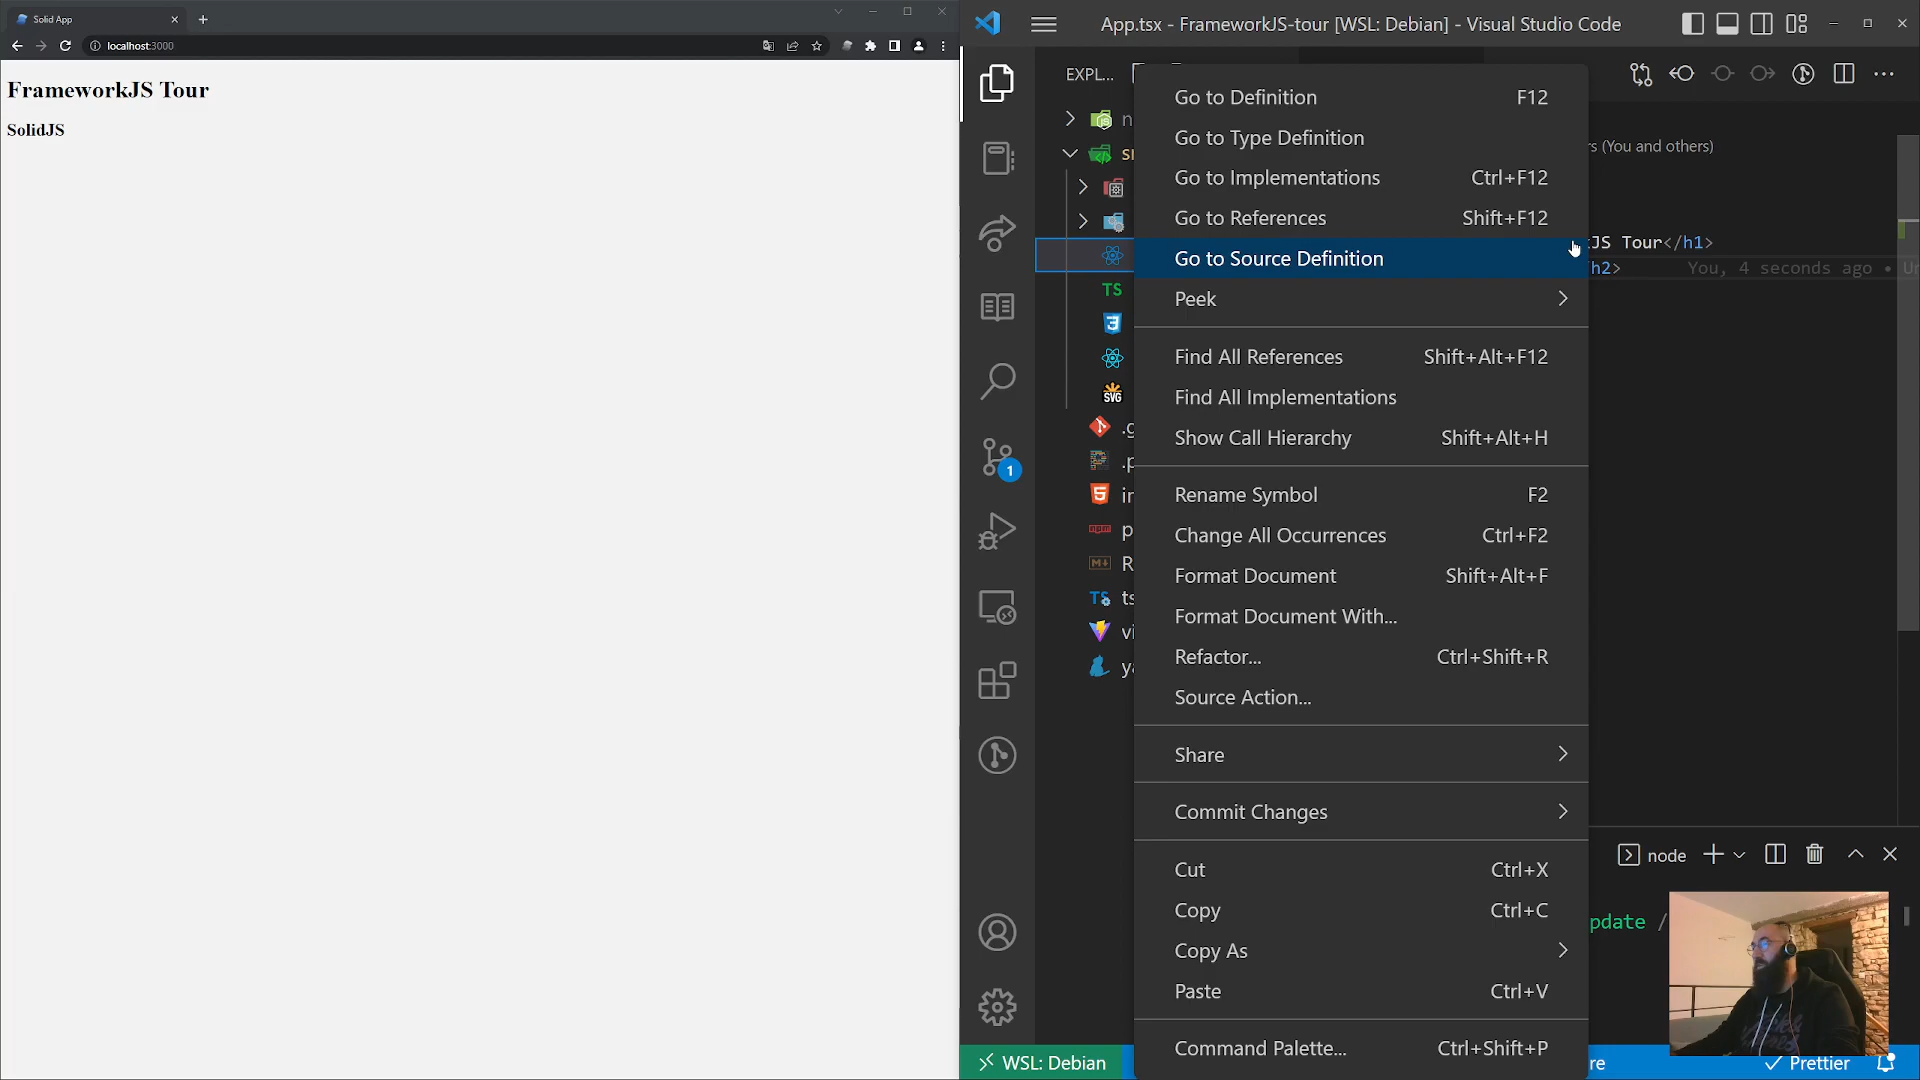 Solid App
localhost:3000
FrameworkJS Tour
SolidJS
App.tsx - FrameworkJS-tour [WSL: Debian] - Visual Studio Code
EXPL...
Go to Definition F12
Go to Type Definition
Go to Implementations Ctrl+F12
Go to References Shift+F12
Go to Source Definition
Peek
Find All References Shift+Alt+F12
Find All Implementations
Show Call Hierarchy Shift+Alt+H
Rename Symbol F2
Change All Occurrences Ctrl+F2
Format Document Shift+Alt+F
Format Document With...
Refactor... Ctrl+Shift+R
Source Action...
Share
Commit Changes
Cut Ctrl+X
Copy Ctrl+C
Copy As
Paste Ctrl+V
Command Palette... Ctrl+Shift+P
s (You and others)
JS Tour</h1>
h2> You, 4 seconds ago • Un
TS
SVG
1
node
pdate /
WSL: Debian
re
Prettier